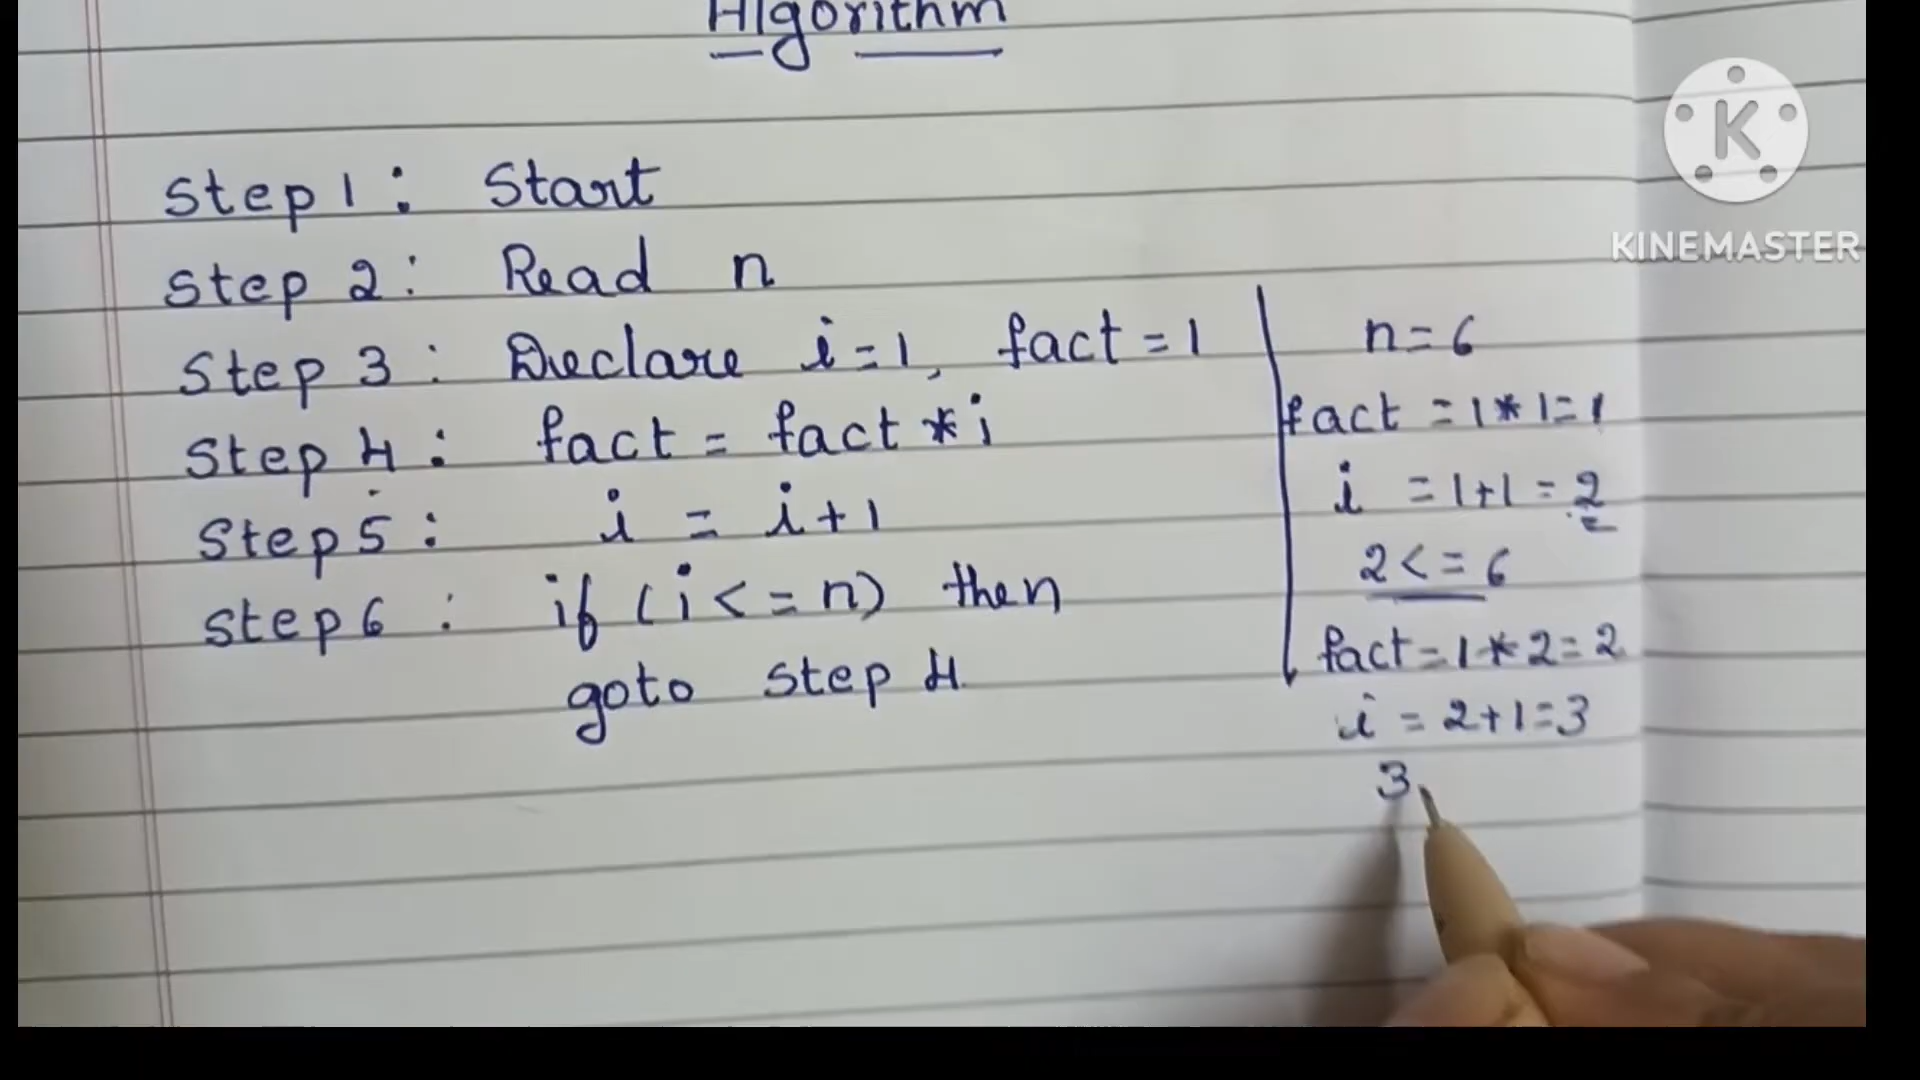 Algorithm
Step 1 : Start
Step 2 : Read n
Step 3 : Declare i = 1, fact = 1
Step 4 : fact = fact * i
Step 5 : i = i + 1
Step 6 : if ( i < = n ) then
goto step 4
n = 6
fact = 1 * 1 = 1
i = 1 + 1 = 2
2 < = 6
fact = 1 * 2 = 2
i = 2 + 1 = 3
3
K
KINEMASTER